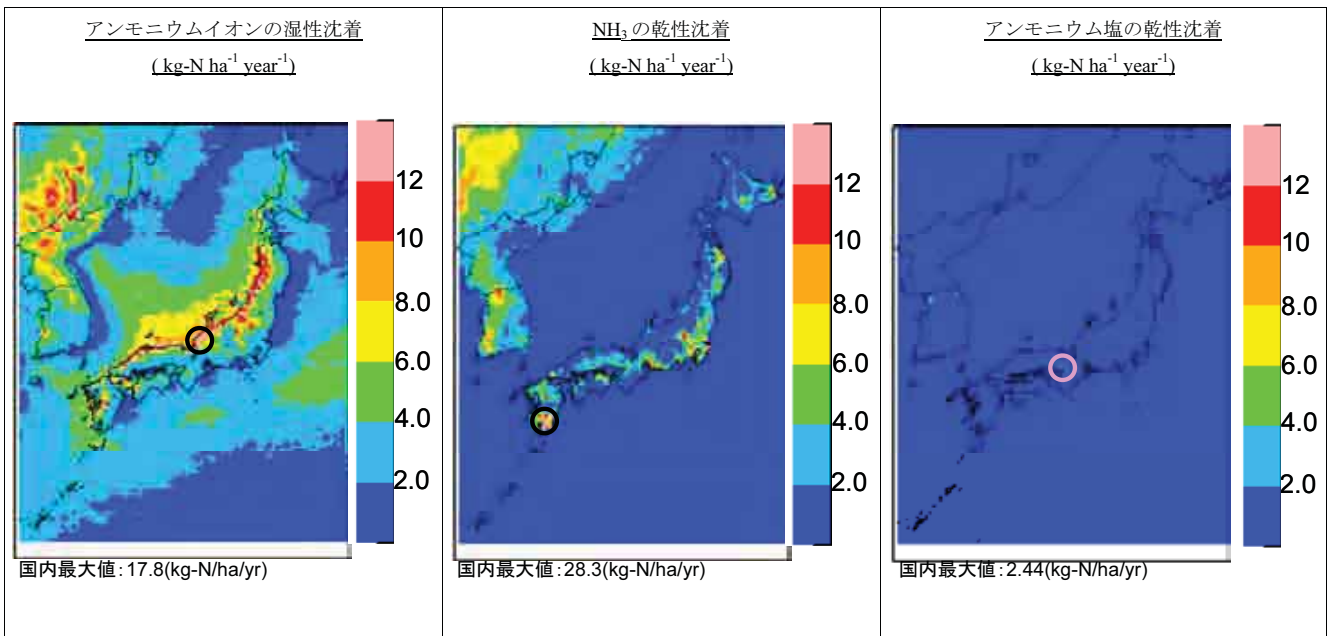 アンモニウムイオンの湿性沈着
( kg-N ha-1 year-1)
12
10
8.0
6.0
4.0
2.0
国内最大値:17.8(kg-N/ha/yr)
NH3の乾性沈着
( kg-N ha-1 year-1)
12
10
8.0
6.0
4.0
2.0
国内最大値:28.3(kg-N/ha/yr)
アンモニウム塩の乾性沈着
( kg-N ha-1 year-1)
12
10
8.0
6.0
4.0
2.0
国内最大値:2.44(kg-N/ha/yr)